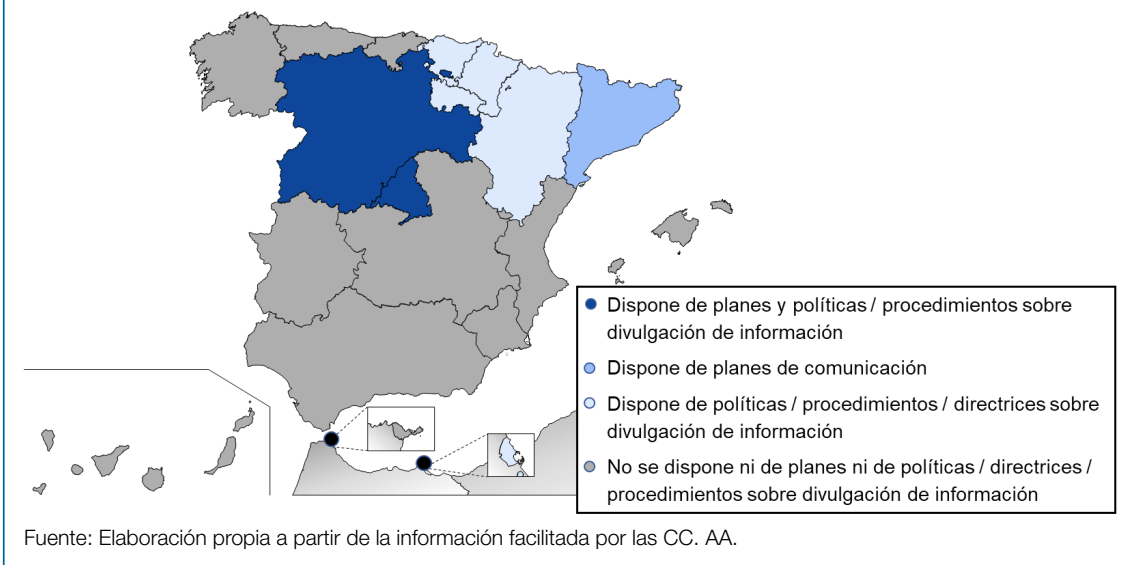 Dispone de planes y políticas / procedimientos sobre
divulgación de información
Dispone de planes de comunicación
Dispone de políticas / procedimientos / directrices sobre
divulgación de información
No se dispone ni de planes ni de políticas / directrices /
procedimientos sobre divulgación de información
Fuente: Elaboración propia a partir de la información facilitada por las CC. AA.